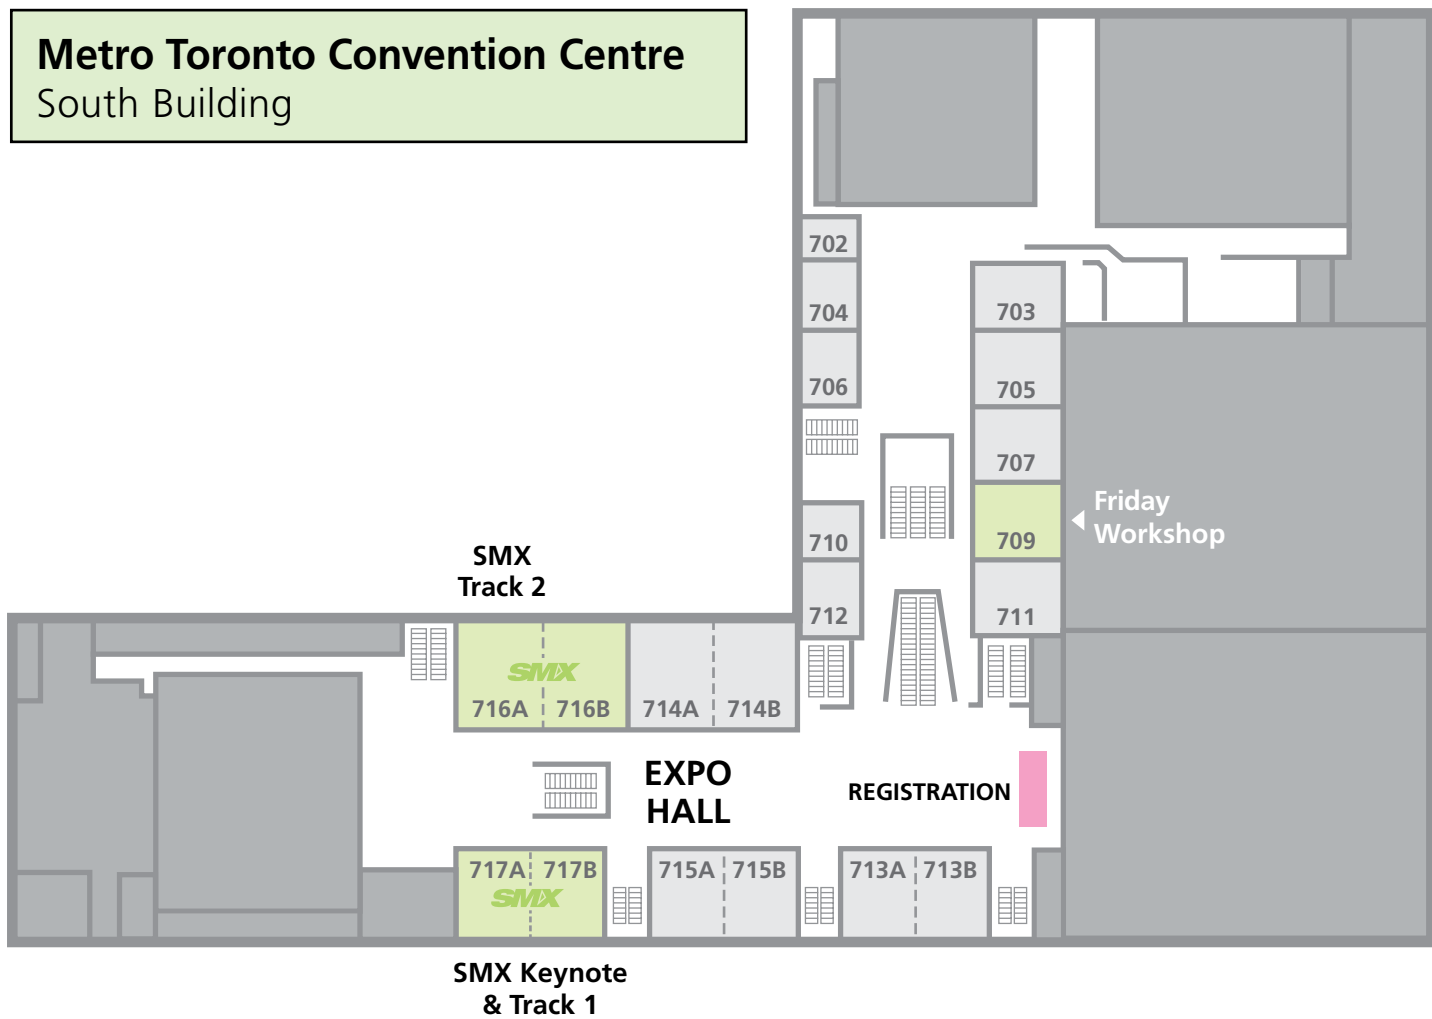 Metro Toronto Convention Centre
South Building
702
704
703
706
705
707
Friday
Workshop
709
710
712
711
SMX
Track 2
SMX
716A
716B
714A
714B
EXPO
HALL
REGISTRATION
717A
717B
715A
715B
713A
713B
SMX
SMX Keynote
& Track 1